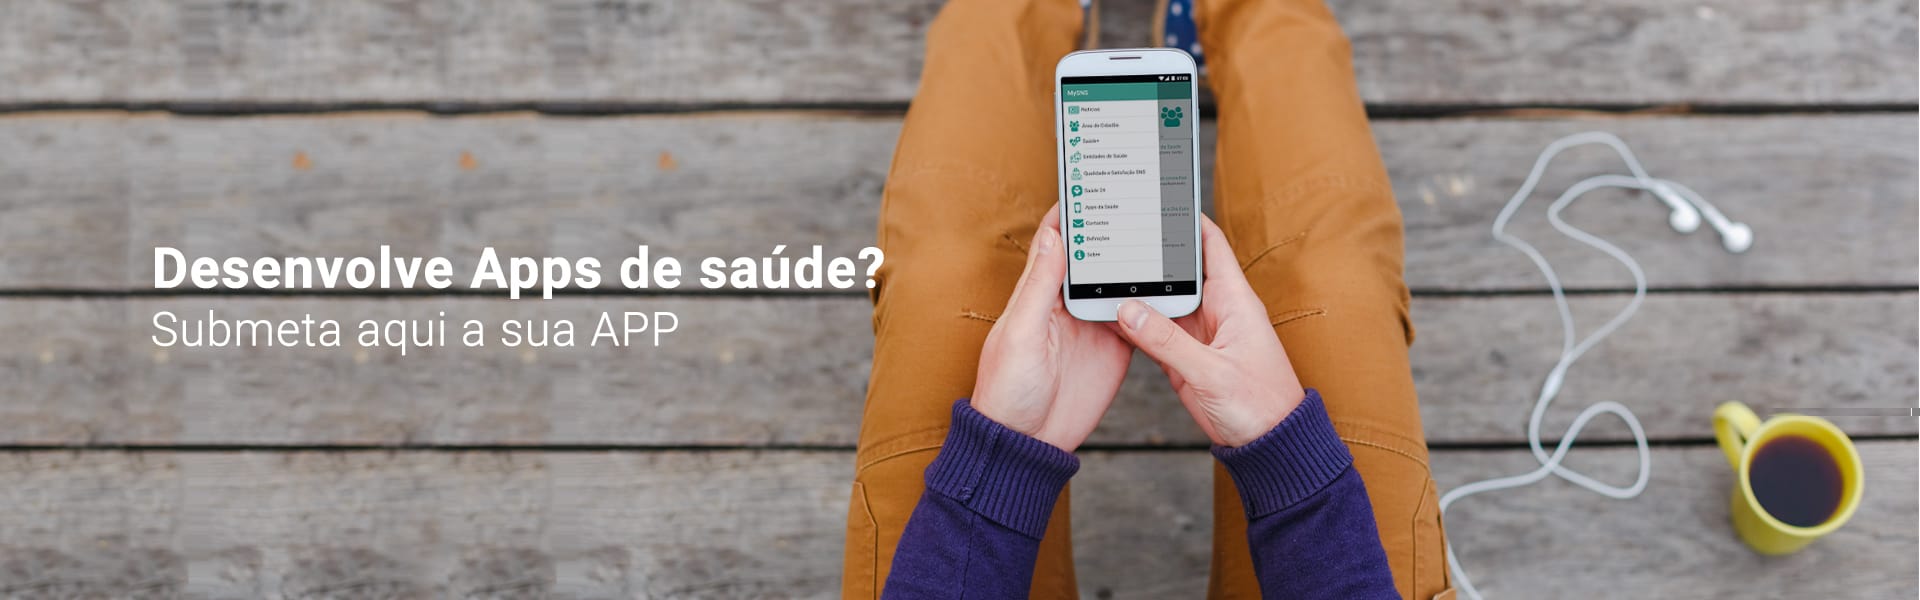 Desenvolve Apps de saúde?
Submeta aqui a sua APP
MySNS
Notícias
Área do Cidadão
Saúde+
Entidades de Saúde
Qualidade e Satisfação SNS
Saúde 24
Apps da Saúde
Contactos
Definições
Sobre